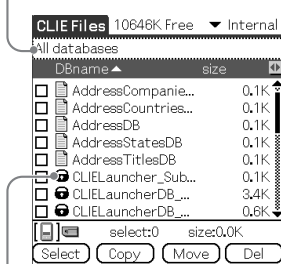 CLIE Files 10646K Free ▼ Internal
All databases
DBname▲ size
AddressCompanie... 0.1K
AddressCountries... 0.1K
AddressDB 0.1K
AddressStatesDB 0.1K
AddressTitlesDB 0.1K
CLIELauncher_Sub... 0.1K
CLIELauncherDB_... 3.4K
CLIELauncherDB_... 0.6K
select:0 size:0.0K
Select Copy Move Del